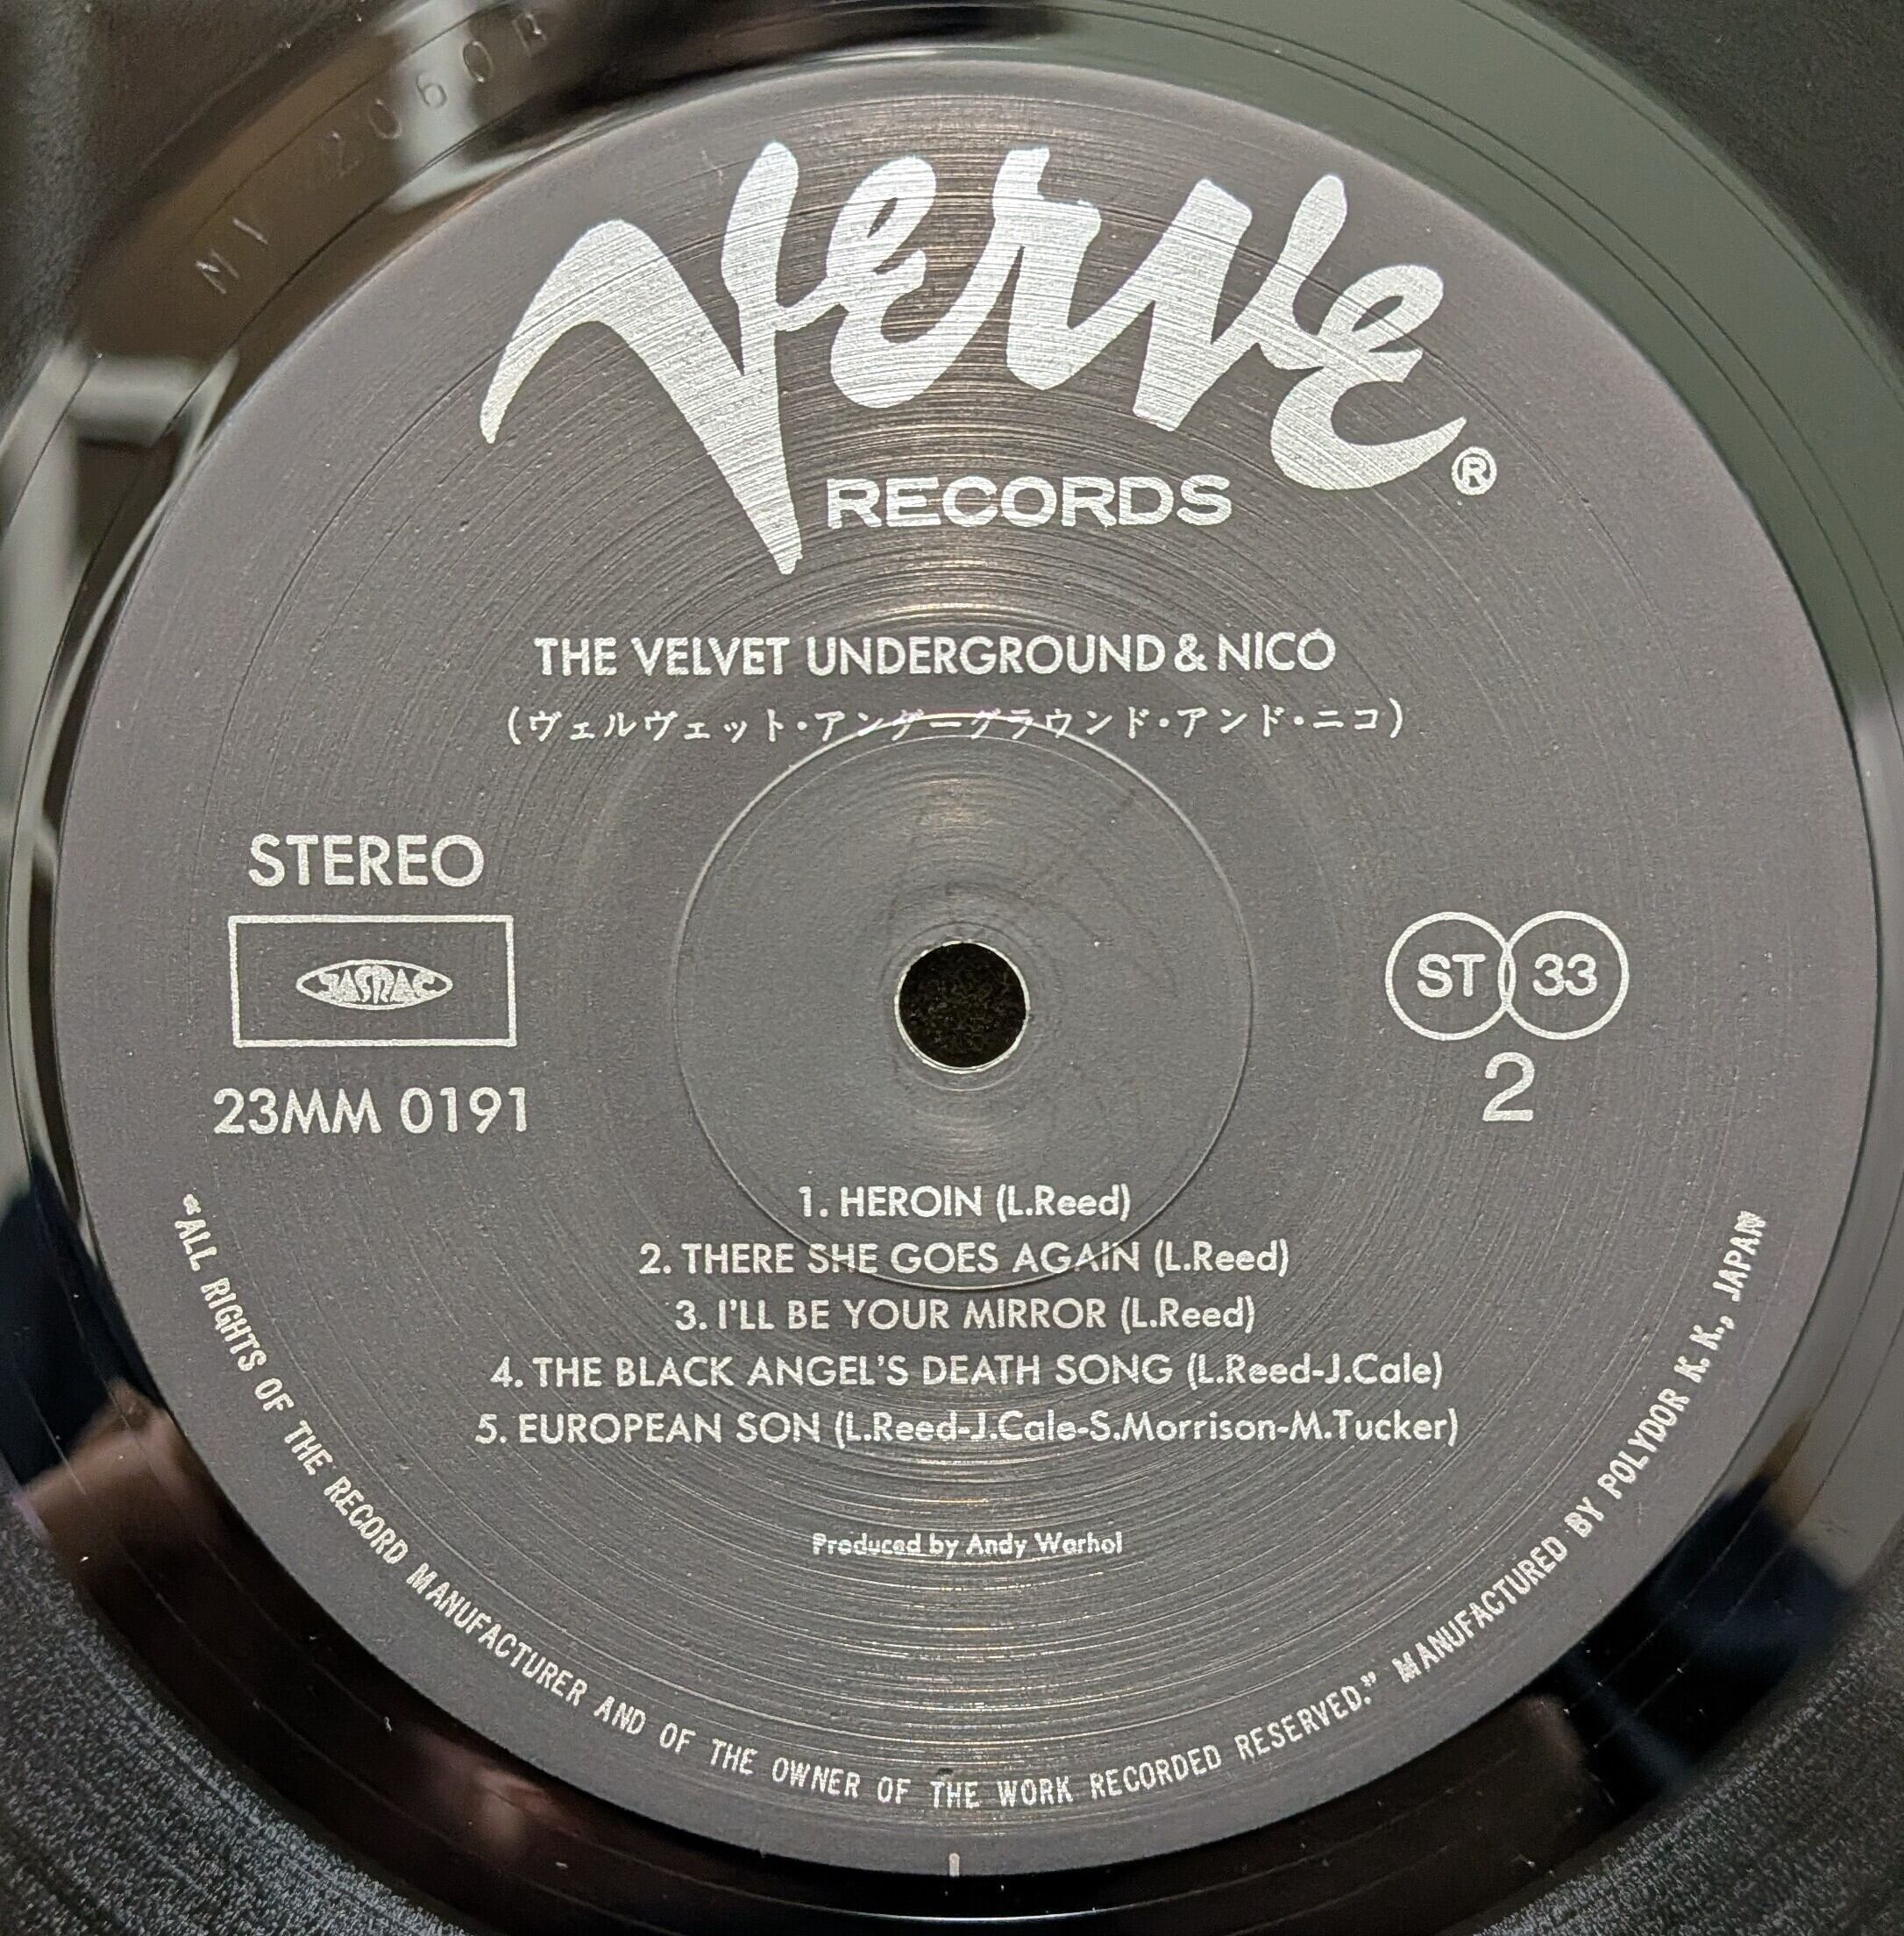 Verve®
RECORDS
THE VELVET UNDERGROUND & NICO
(ヴェルヴェット・アンダーグラウンド・アンド・ニコ)
STEREO
JASRAC
23MM 0191
ST 33
2
1. HEROIN (L.Reed)
2. THERE SHE GOES AGAIN (L.Reed)
3. I'LL BE YOUR MIRROR (L.Reed)
4. THE BLACK ANGEL'S DEATH SONG (L.Reed-J.Cale)
5. EUROPEAN SON (L.Reed-J.Cale-S.Morrison-M.Tucker)
Produced by Andy Warhol
“ALL RIGHTS OF THE RECORD MANUFACTURER AND OF THE OWNER OF THE WORK RECORDED RESERVED.” MANUFACTURED BY POLYDOR K. K., JAPAN